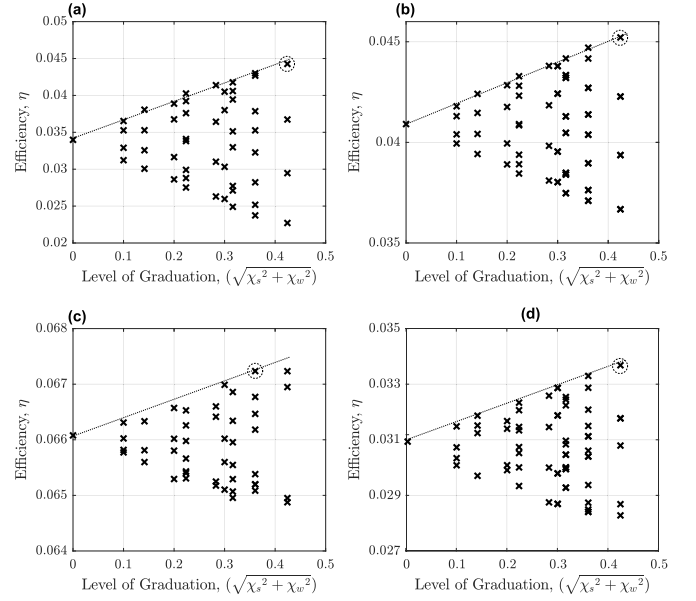 (a)
0.05
0.045
0.04
0.035
0.03
0.025
0.02
Efficiency, η
0 0.1 0.2 0.3 0.4 0.5
Level of Graduation, (√χₛ² + χ_w²)
(b)
0.045
0.04
0.035
Efficiency, η
0 0.1 0.2 0.3 0.4 0.5
Level of Graduation, (√χₛ² + χ_w²)
(c)
0.068
0.067
0.066
0.065
0.064
Efficiency, η
0 0.1 0.2 0.3 0.4 0.5
Level of Graduation, (√χₛ² + χ_w²)
(d)
0.035
0.033
0.031
0.029
0.027
Efficiency, η
0 0.1 0.2 0.3 0.4 0.5
Level of Graduation, (√χₛ² + χ_w²)